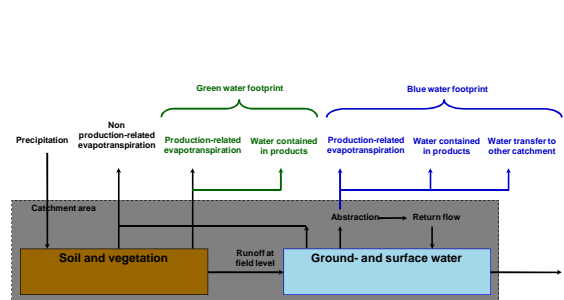 Green water footprint
Blue water footprint
Precipitation
Non
production-related
evapotranspiration
Production-related
evapotranspiration
Water contained
in products
Production-related
evapotranspiration
Water contained
in products
Water transfer to
other catchment
Catchment area
Abstraction
Return flow
Soil and vegetation
Runoff at
field level
Ground- and surface water